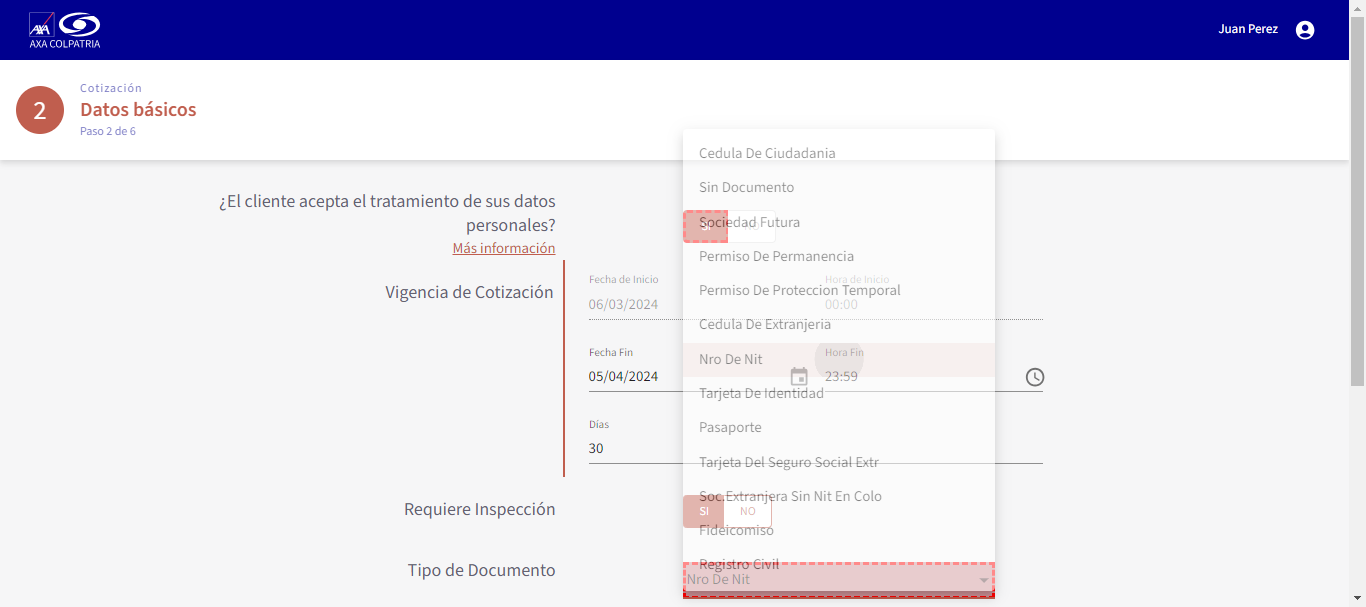 AXA
AXA COLPATRIA
Juan Perez
2
Cotización
Datos básicos
Paso 2 de 6
¿El cliente acepta el tratamiento de sus datos
personales?
Más información
Vigencia de Cotización
Fecha de Inicio
06/03/2024
Hora de Inicio
00:00
Fecha Fin
05/04/2024
Hora Fin
23:59
Días
30
Requiere Inspección
SI
NO
Tipo de Documento
Nro De Nit
Cedula De Ciudadania
Sin Documento
Sociedad Futura
Permiso De Permanencia
Permiso De Proteccion Temporal
Cedula De Extranjeria
Nro De Nit
Tarjeta De Identidad
Pasaporte
Tarjeta Del Seguro Social Extr
Soc.Extranjera Sin Nit En Colo
Fideicomiso
Registro Civil